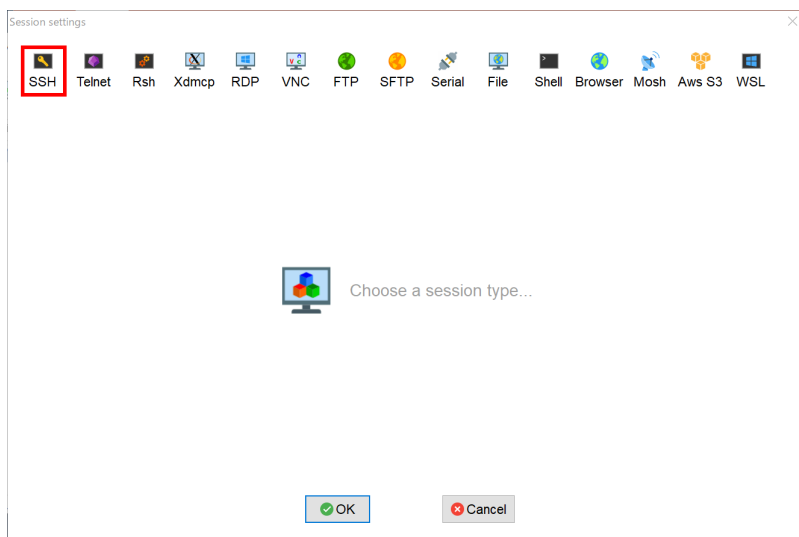 Session settings
SSH Telnet Rsh Xdmcp RDP VNC FTP SFTP Serial File Shell Browser Mosh Aws S3 WSL
Choose a session type...
OK Cancel